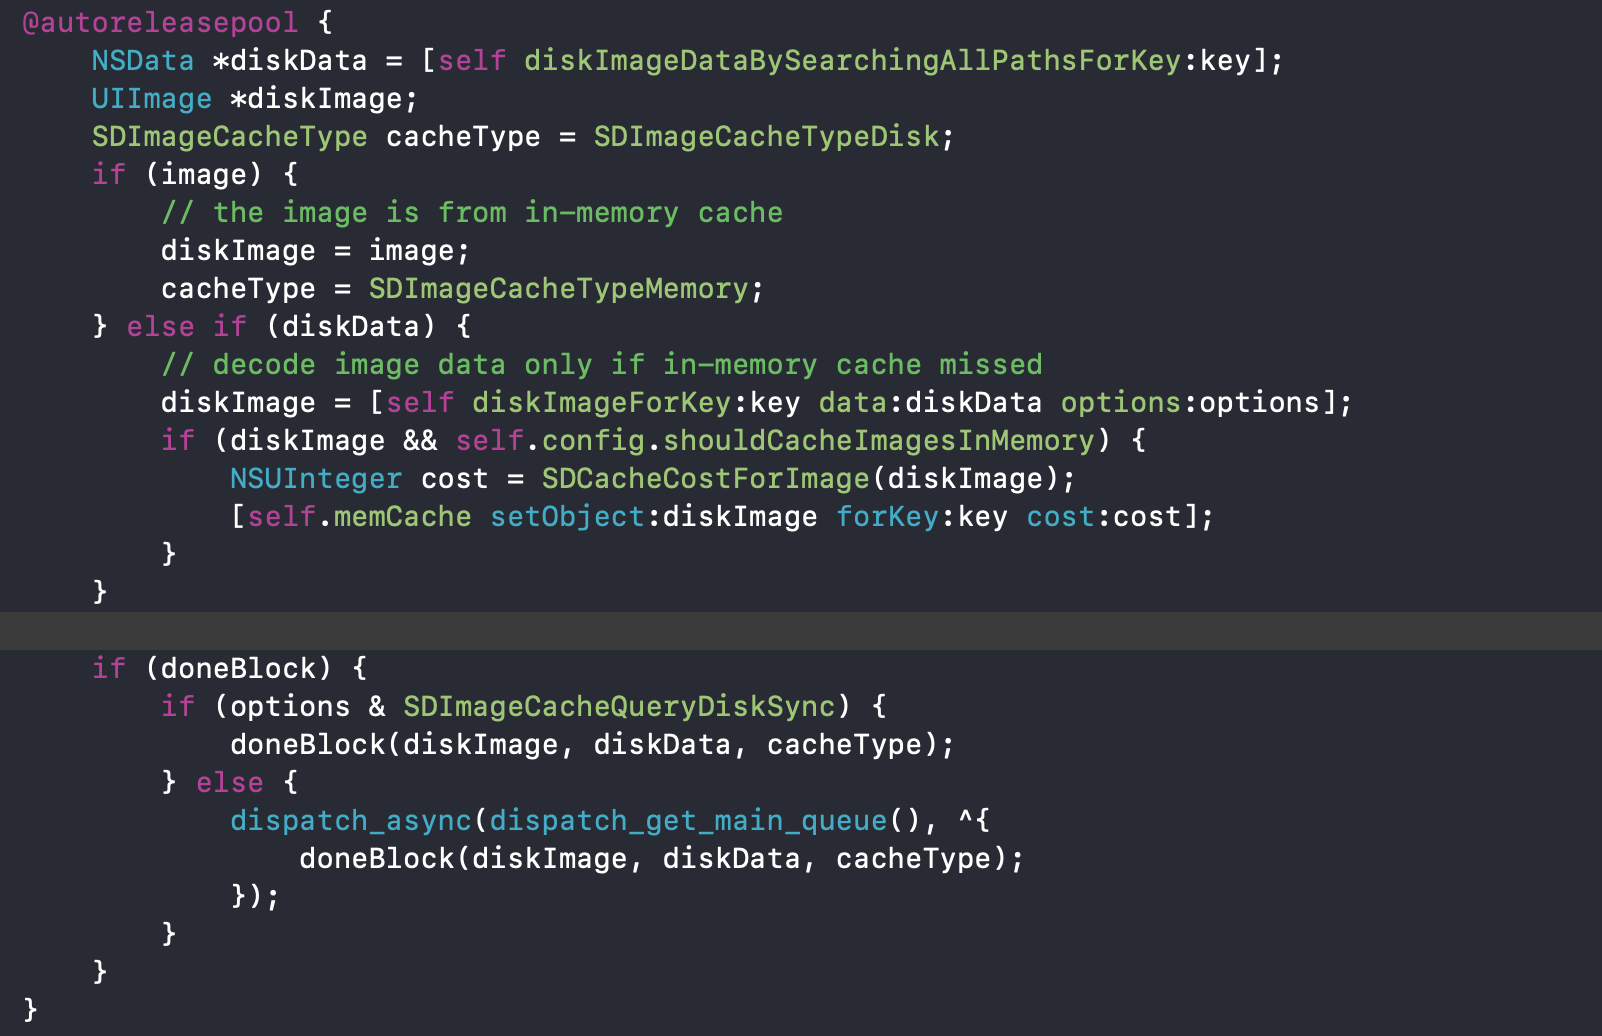 @autoreleasepool {
    NSData *diskData = [self diskImageDataBySearchingAllPathsForKey:key];
    UIImage *diskImage;
    SDImageCacheType cacheType = SDImageCacheTypeDisk;
    if (image) {
        // the image is from in-memory cache
        diskImage = image;
        cacheType = SDImageCacheTypeMemory;
    } else if (diskData) {
        // decode image data only if in-memory cache missed
        diskImage = [self diskImageForKey:key data:diskData options:options];
        if (diskImage && self.config.shouldCacheImagesInMemory) {
            NSUInteger cost = SDCacheCostForImage(diskImage);
            [self.memCache setObject:diskImage forKey:key cost:cost];
        }
    }

    if (doneBlock) {
        if (options & SDImageCacheQueryDiskSync) {
            doneBlock(diskImage, diskData, cacheType);
        } else {
            dispatch_async(dispatch_get_main_queue(), ^{
                doneBlock(diskImage, diskData, cacheType);
            });
        }
    }
}